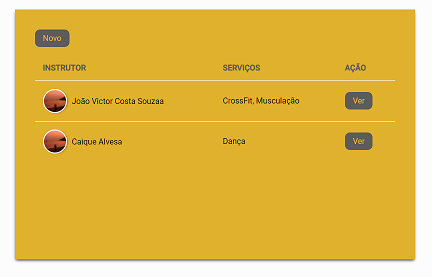 Novo
INSTRUTOR SERVIÇOS AÇÃO
João Victor Costa Souzaa CrossFit, Musculação Ver
Caique Alvesa Dança Ver